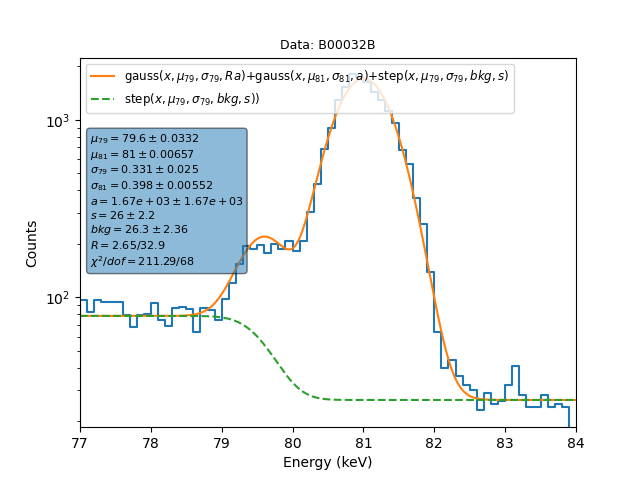 Data: B00032B
gauss(x, μ79, σ79, Ra)+gauss(x, μ81, σ81, a)+step(x, μ79, σ79, bkg, s)
step(x, μ79, σ79, bkg, s))
μ79 = 79.6 ± 0.0332
μ81 = 81 ± 0.00657
σ79 = 0.331 ± 0.025
σ81 = 0.398 ± 0.00552
a = 1.67e + 03 ± 1.67e + 03
s = 26 ± 2.2
bkg = 26.3 ± 2.36
R = 2.65/32.9
χ²/dof = 211.29/68
10³
10²
Counts
77 78 79 80 81 82 83 84
Energy (keV)